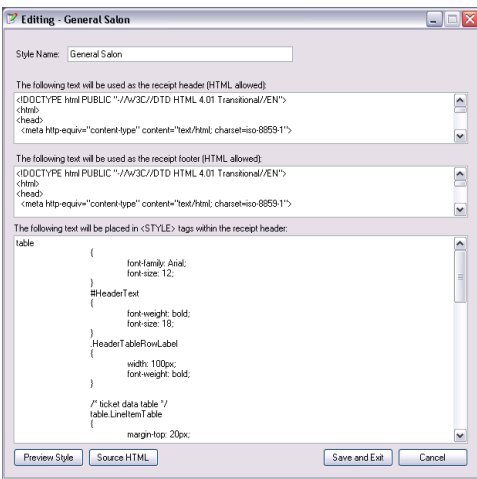 Editing - General Salon
Style Name: General Salon
The following text will be used as the receipt header (HTML allowed):
<!DOCTYPE html PUBLIC "-//W3C//DTD HTML 4.01 Transitional//EN">
<html>
<head>
<meta http-equiv="content-type" content="text/html; charset=iso-8859-1">
The following text will be used as the receipt footer (HTML allowed):
<!DOCTYPE html PUBLIC "-//W3C//DTD HTML 4.01 Transitional//EN">
<html>
<head>
<meta http-equiv="content-type" content="text/html; charset=iso-8859-1">
The following text will be placed in <STYLE> tags within the receipt header:
table
{
font-family: Arial;
font-size: 12;
}
#HeaderText
{
font-weight: bold;
font-size: 18;
}
.HeaderTableRowLabel
{
width: 100px;
font-weight: bold;
}
/* ticket data table */
table.LineItemTable
{
margin-top: 20px;
Preview Style Source HTML Save and Exit Cancel